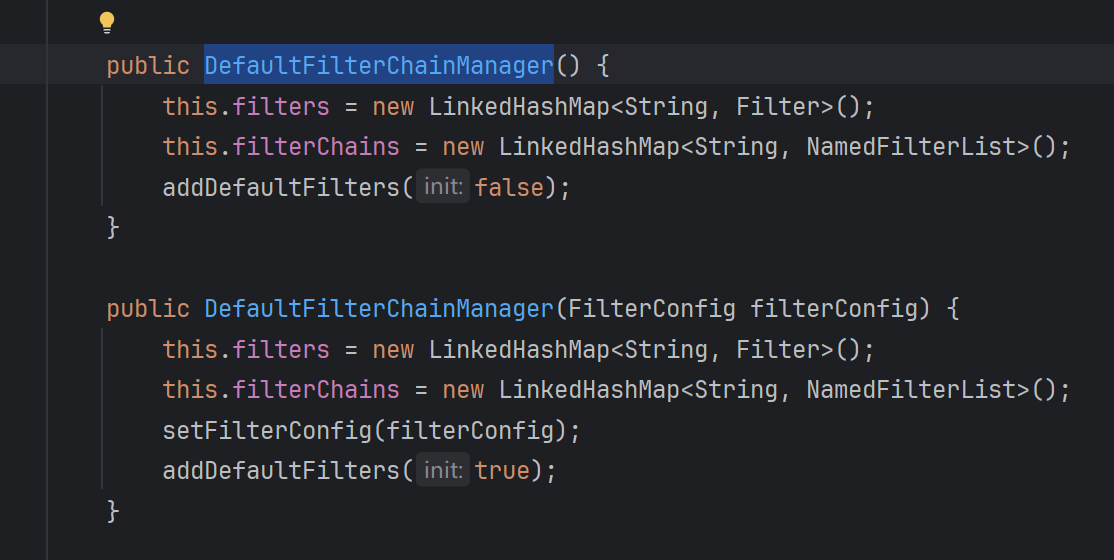 public DefaultFilterChainManager() {
this.filters = new LinkedHashMap<String, Filter>();
this.filterChains = new LinkedHashMap<String, NamedFilterList>();
addDefaultFilters( init: false);
}
public DefaultFilterChainManager(FilterConfig filterConfig) {
this.filters = new LinkedHashMap<String, Filter>();
this.filterChains = new LinkedHashMap<String, NamedFilterList>();
setFilterConfig(filterConfig);
addDefaultFilters( init: true);
}